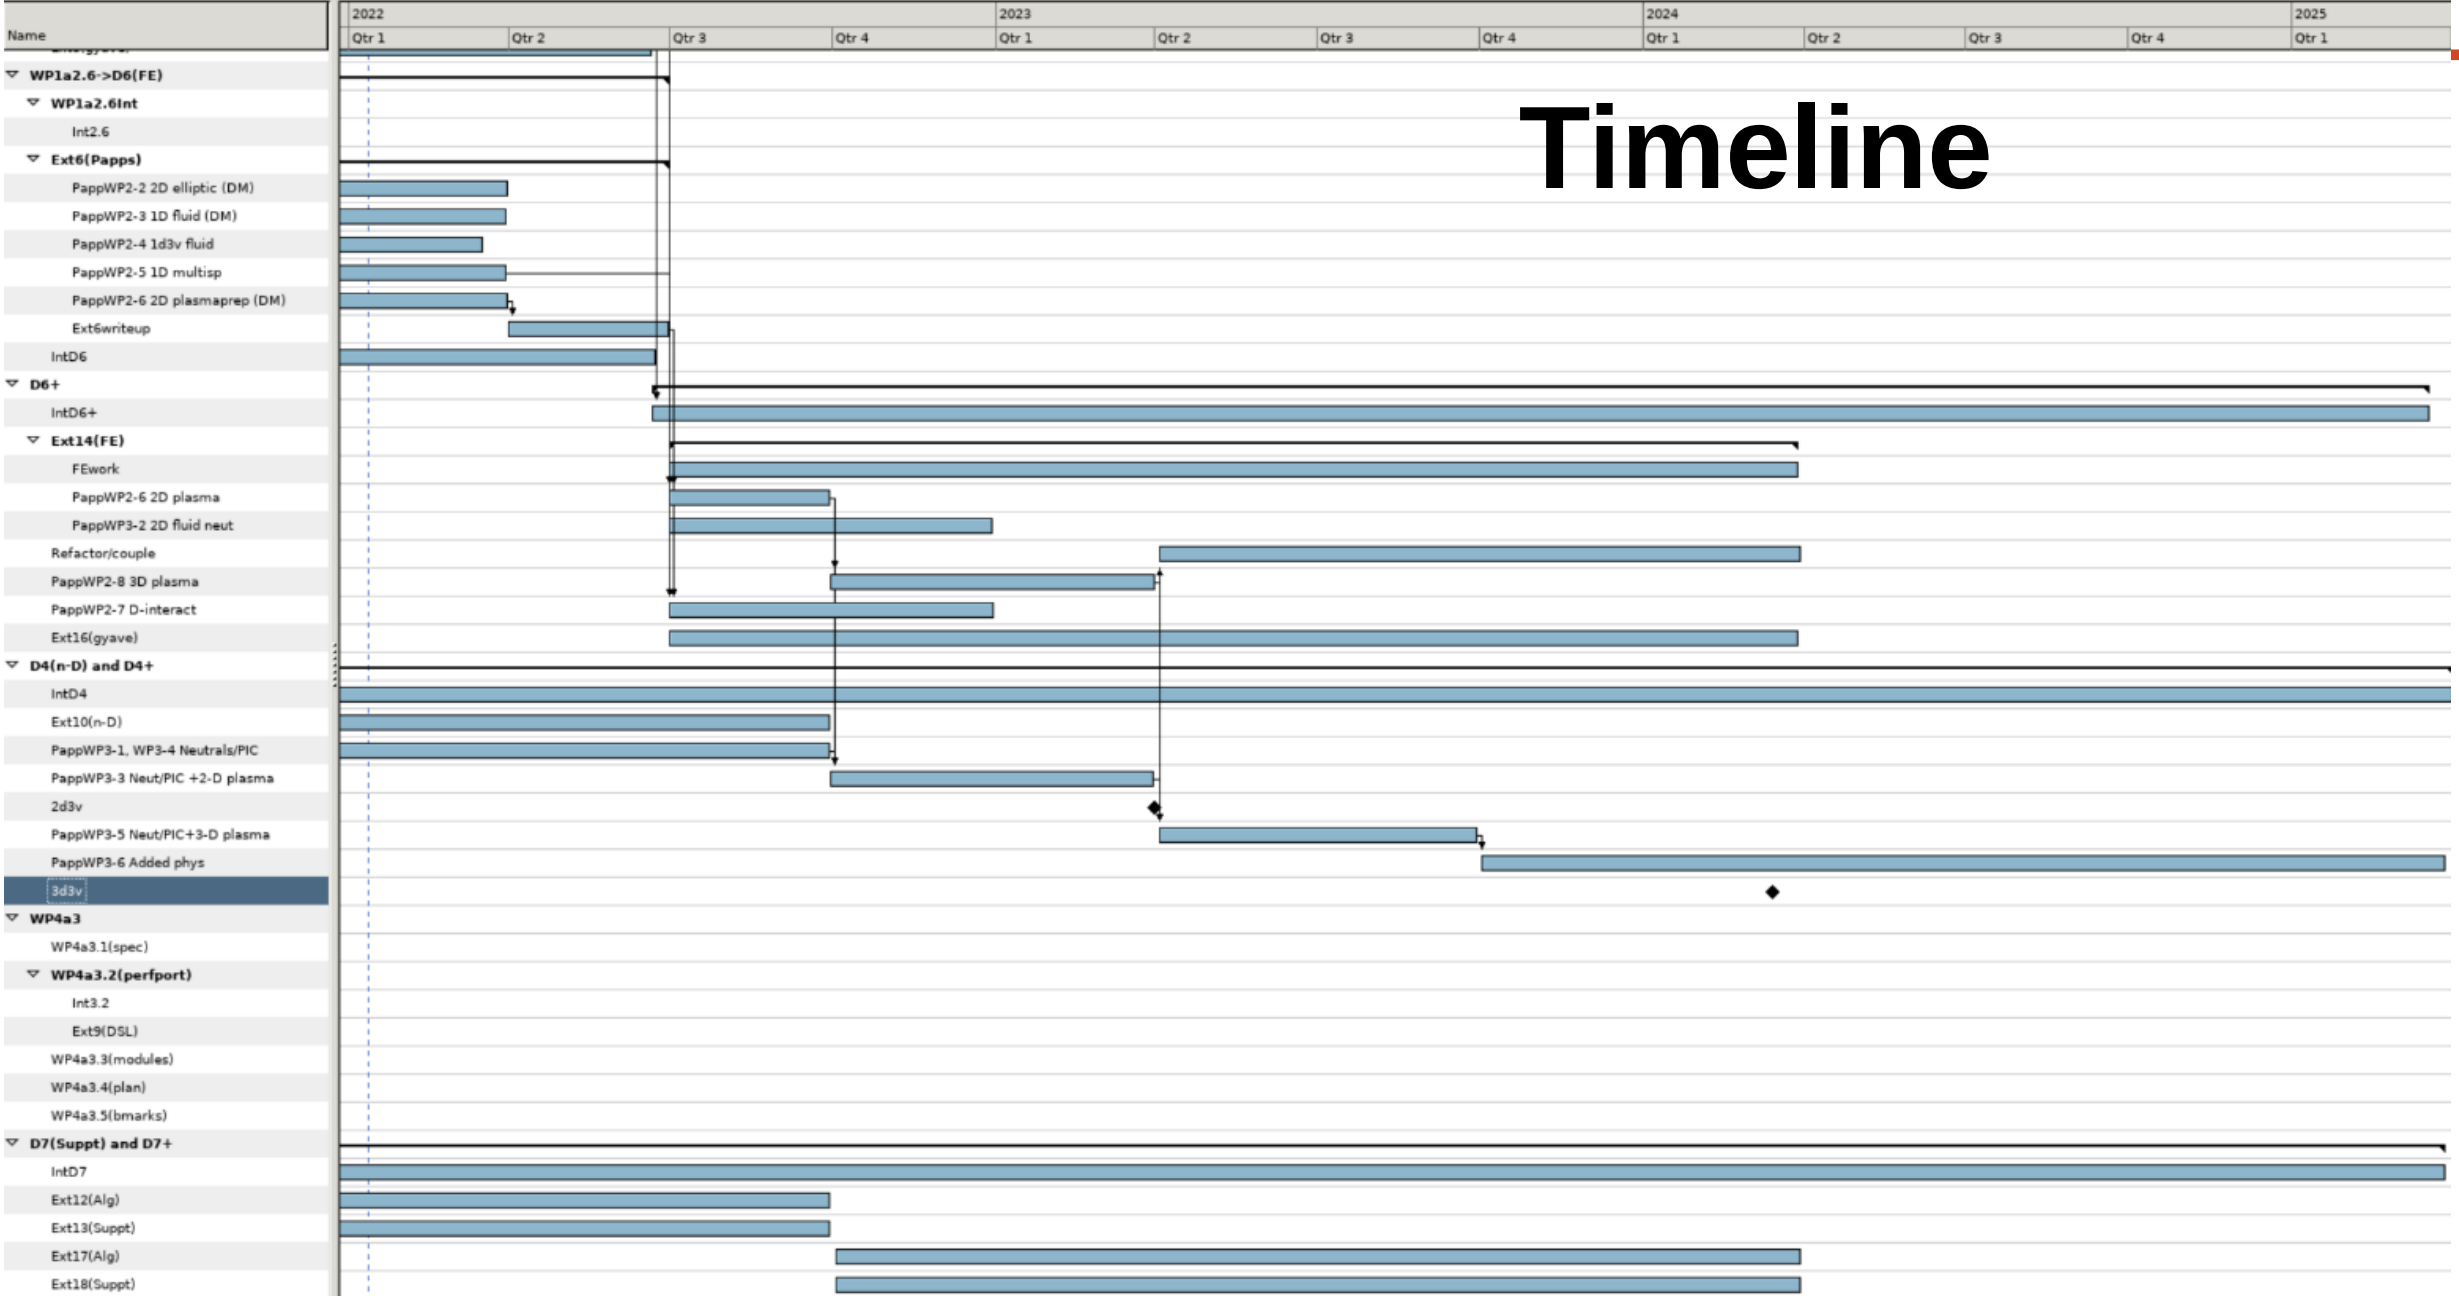 2022 2023 2024 2025
Name Qtr 1 Qtr 2 Qtr 3 Qtr 4 Qtr 1 Qtr 2 Qtr 3 Qtr 4 Qtr 1 Qtr 2 Qtr 3 Qtr 4 Qtr 1
Timeline
WP1a2.6->D6(FE)
WP1a2.6Int
Int2.6
Ext6(Papps)
PappWP2-2 2D elliptic (DM)
PappWP2-3 1D fluid (DM)
PappWP2-4 1d3v fluid
PappWP2-5 1D multisp
PappWP2-6 2D plasmaprep (DM)
Ext6writeup
IntD6
D6+
IntD6+
Ext14(FE)
FEwork
PappWP2-6 2D plasma
PappWP3-2 2D fluid neut
Refactor/couple
PappWP2-8 3D plasma
PappWP2-7 D-interact
Ext16(gyave)
D4(n-D) and D4+
IntD4
Ext10(n-D)
PappWP3-1, WP3-4 Neutrals/PIC
PappWP3-3 Neut/PIC +2-D plasma
2d3v
PappWP3-5 Neut/PIC+3-D plasma
PappWP3-6 Added phys
3d3v
WP4a3
WP4a3.1(spec)
WP4a3.2(perfport)
Int3.2
Ext9(DSL)
WP4a3.3(modules)
WP4a3.4(plan)
WP4a3.5(bmarks)
D7(Suppt) and D7+
IntD7
Ext12(Alg)
Ext13(Suppt)
Ext17(Alg)
Ext18(Suppt)